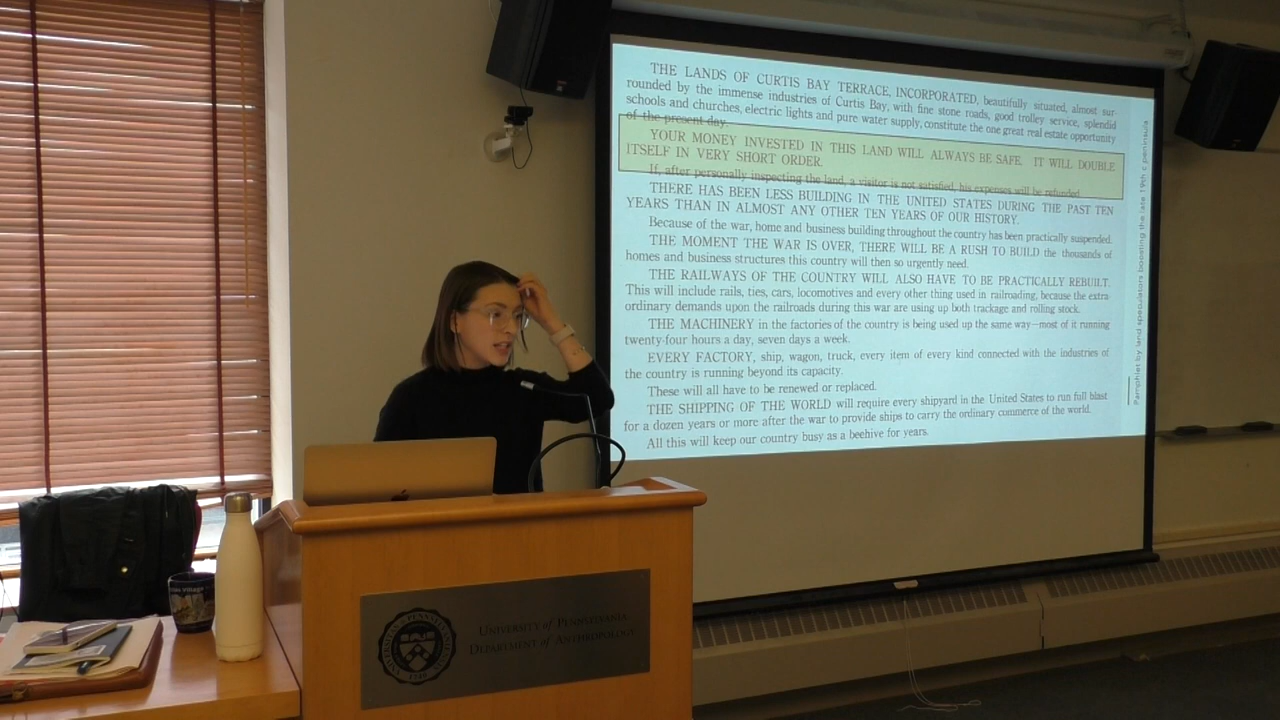 THE LANDS OF CURTIS BAY TERRACE, INCORPORATED, beautifully situated, almost sur-
rounded by the immense industries of Curtis Bay, with fine stone roads, good trolley service, splendid
schools and churches, electric lights and pure water supply, constitute the one great real estate opportunity
of the present day.
YOUR MONEY INVESTED IN THIS LAND WILL ALWAYS BE SAFE. IT WILL DOUBLE
ITSELF IN VERY SHORT ORDER.
If, after personally inspecting the land, a visitor is not satisfied, his expenses will be refunded.
THERE HAS BEEN LESS BUILDING IN THE UNITED STATES DURING THE PAST TEN
YEARS THAN IN ALMOST ANY OTHER TEN YEARS OF OUR HISTORY.
Because of the war, home and business building throughout the country has been practically suspended.
THE MOMENT THE WAR IS OVER, THERE WILL BE A RUSH TO BUILD the thousands of
homes and business structures this country will then so urgently need.
THE RAILWAYS OF THE COUNTRY WILL ALSO HAVE TO BE PRACTICALLY REBUILT.
This will include rails, ties, cars, locomotives and every other thing used in railroading, because the extra
ordinary demands upon the railroads during this war are using up both trackage and rolling stock.
THE MACHINERY in the factories of the country is being used up the same way—most of it running
twenty-four hours a day, seven days a week.
EVERY FACTORY, ship, wagon, truck, every item of every kind connected with the industries of
the country is running beyond its capacity.
These will all have to be renewed or replaced.
THE SHIPPING OF THE WORLD will require every shipyard in the United States to run full blast
for a dozen years or more after the war to provide ships to carry the ordinary commerce of the world.
All this will keep our country busy as a beehive for years.
Pamphlet by land speculators boosting the late 19th c peninsula
UNIVERSITY of PENNSYLVANIA
DEPARTMENT OF ANTHROPOLOGY
1740
Village